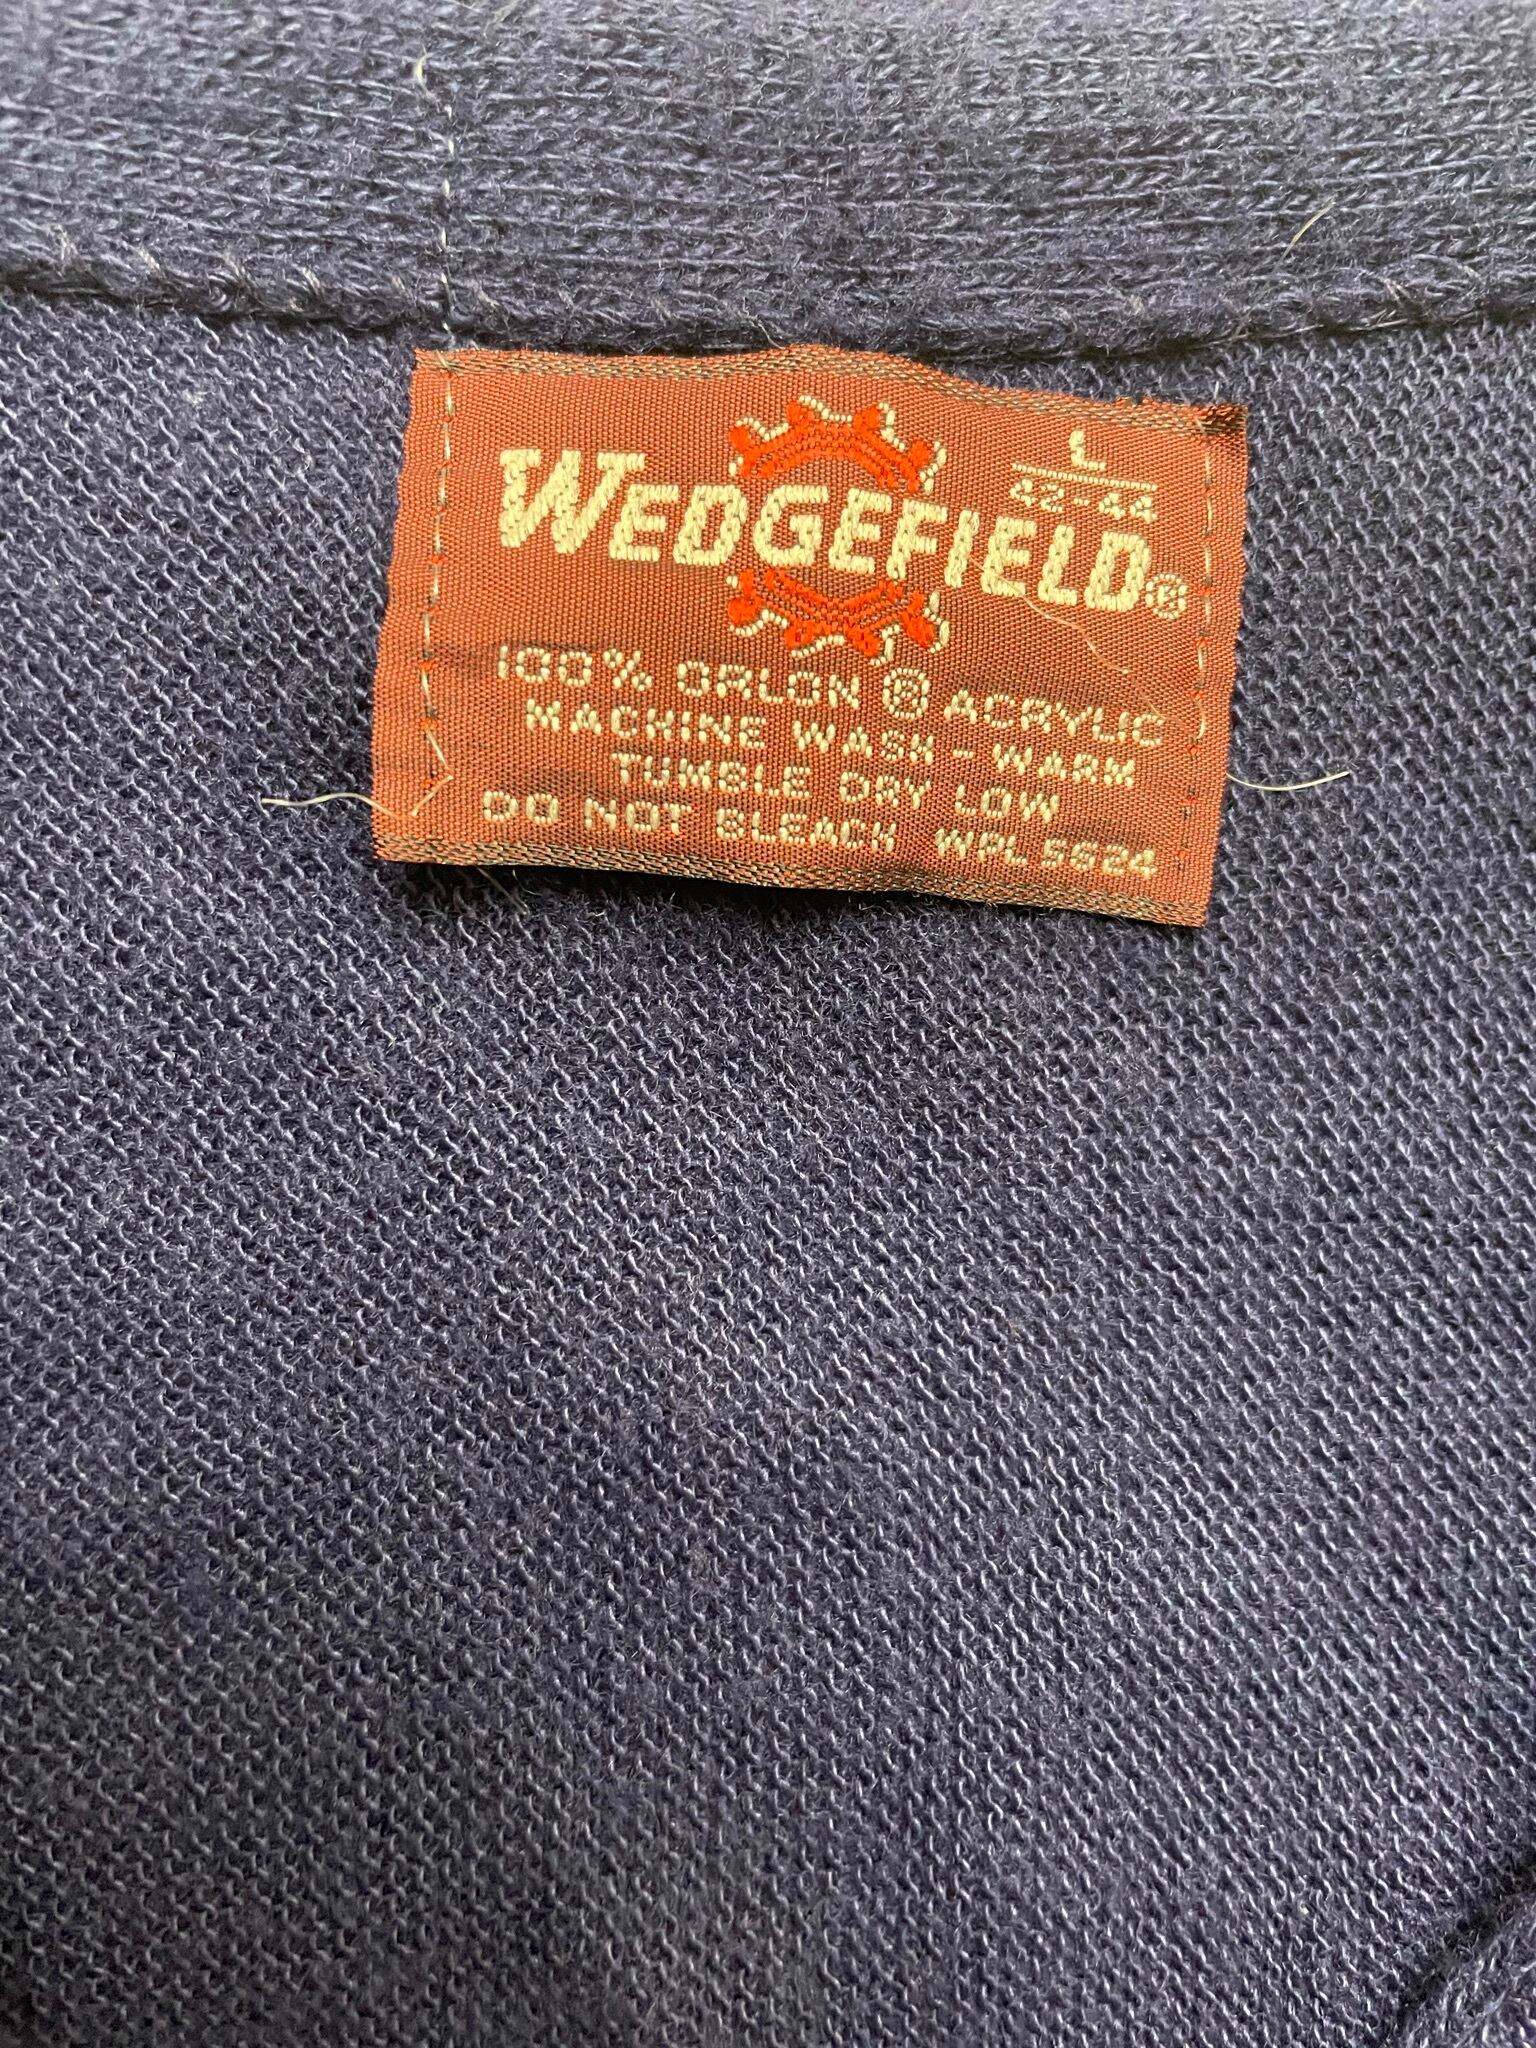 L
42-44
WEDGEFIELD®
100% ORLON ® ACRYLIC
MACHINE WASH - WARM
TUMBLE DRY LOW
DO NOT BLEACH WPL 5624